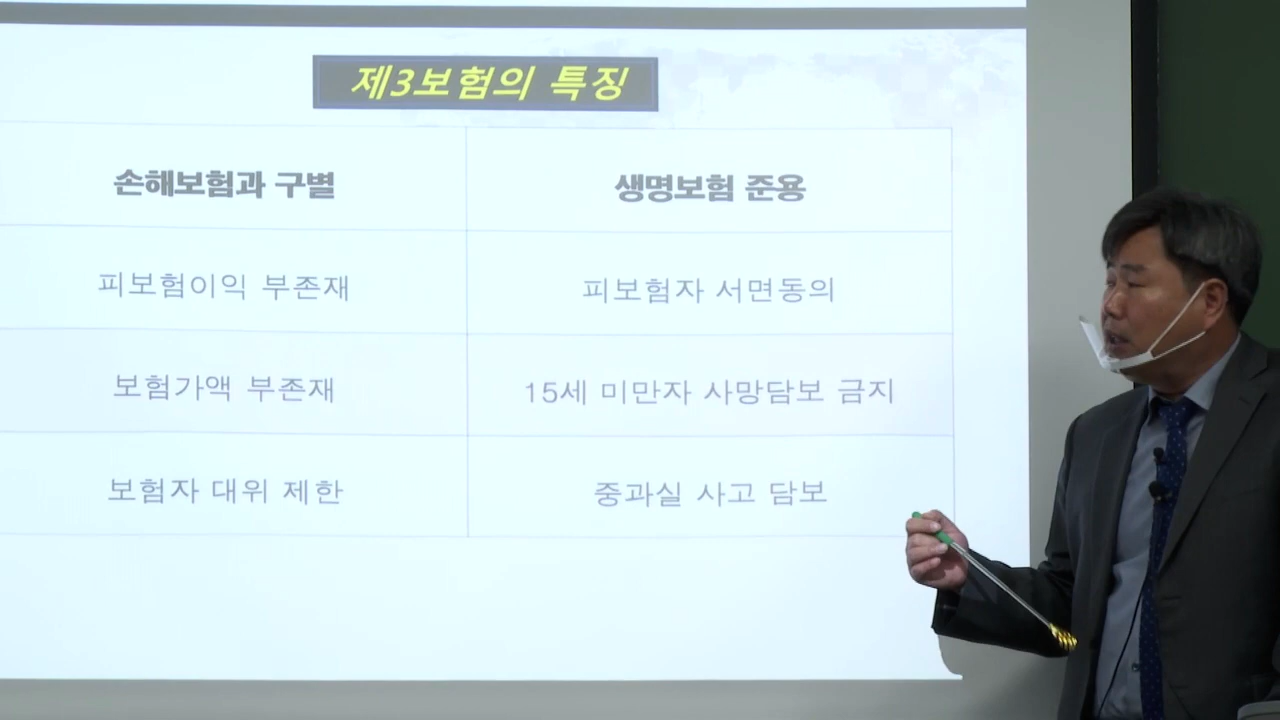 제3보험의 특징
손해보험과 구별
생명보험 준용
피보험이익 부존재
피보험자 서면동의
보험가액 부존재
15세 미만자 사망담보 금지
보험자 대위 제한
중과실 사고 담보